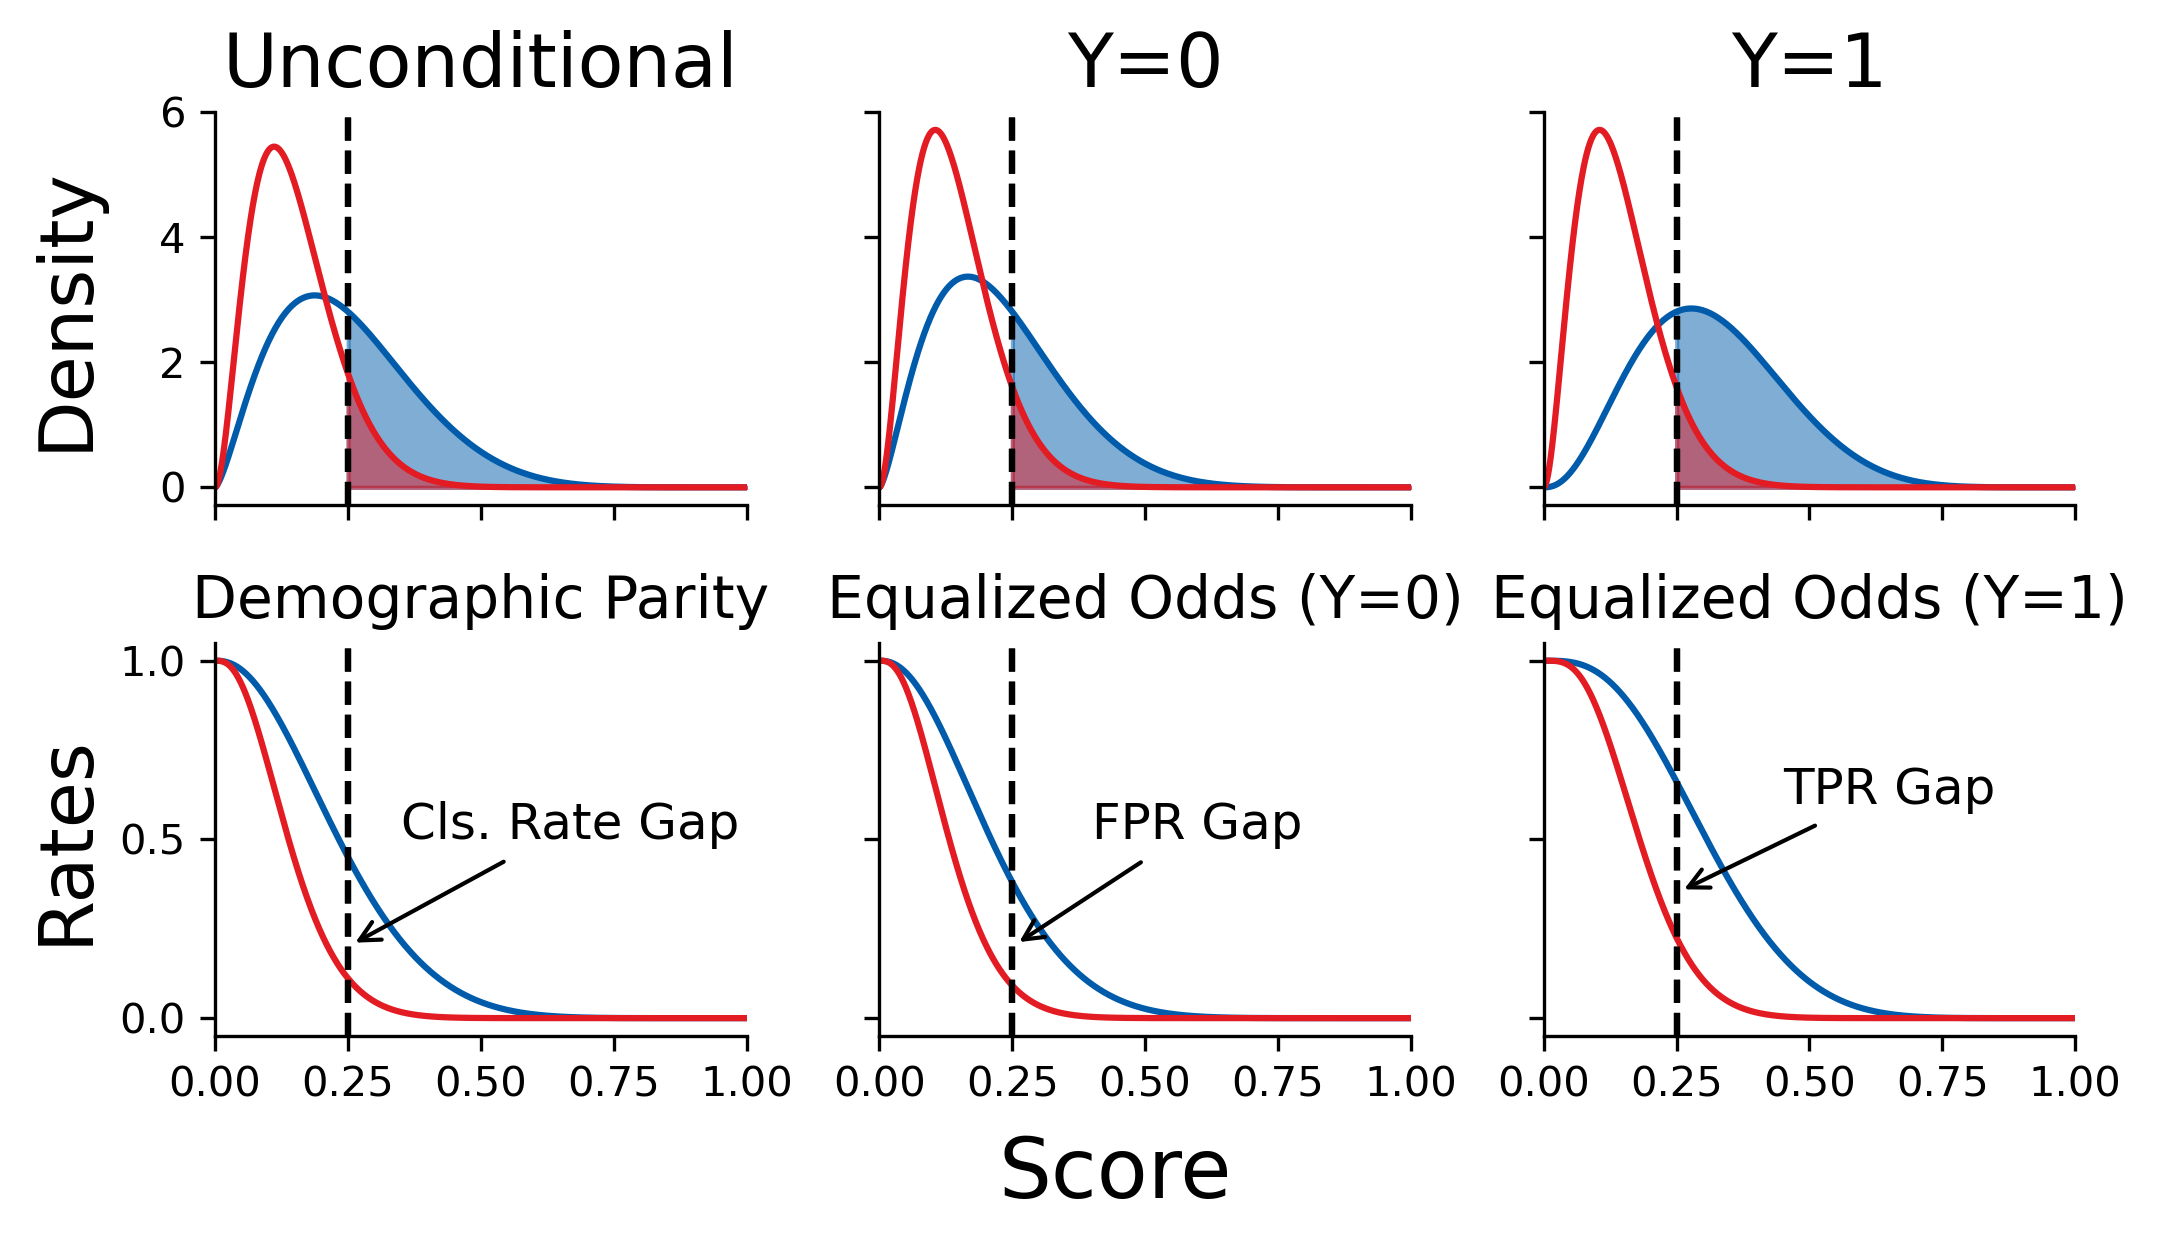 Unconditional
Y=0
Y=1
Density
6
4
2
0
Demographic Parity
Equalized Odds (Y=0)
Equalized Odds (Y=1)
Rates
1.0
0.5
0.0
Cls. Rate Gap
FPR Gap
TPR Gap
0.00 0.25 0.50 0.75 1.00
0.00 0.25 0.50 0.75 1.00
0.00 0.25 0.50 0.75 1.00
Score